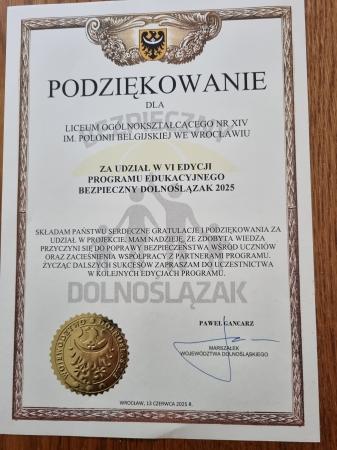 PODZIĘKOWANIE
DLA
LICEUM OGÓLNOKSZTAŁCĄCEGO NR XIV
IM. POLONII BELGIJSKIEJ WE WROCŁAWIU
BEZPIECZNY
ZA UDZIAŁ W VI EDYCJI
PROGRAMU EDUKACYJNEGO
BEZPIECZNY DOLNOŚLĄZAK 2025
SKŁADAM PAŃSTWU SERDECZNE GRATULACJE I PODZIĘKOWANIA ZA
UDZIAŁ W PROJEKCIE. MAM NADZIEJĘ, ŻE ZDOBYTA WIEDZA
PRZYCZYNI SIĘ DO POPRAWY BEZPIECZEŃSTWA WŚRÓD UCZNIÓW
ORAZ ZACIEŚNIENIA WSPÓŁPRACY Z PARTNERAMI PROGRAMU.
ŻYCZĄC DALSZYCH SUKCESÓW ZAPRASZAM DO UCZESTNICTWA
W KOLEJNYCH EDYCJACH PROGRAMU.
DOLNOŚLĄZAK
PAWEŁ GANCARZ
MARSZAŁEK
WOJEWÓDZTWA DOLNOŚLĄSKIEGO
WROCŁAW, 13 CZERWCA 2025 R.